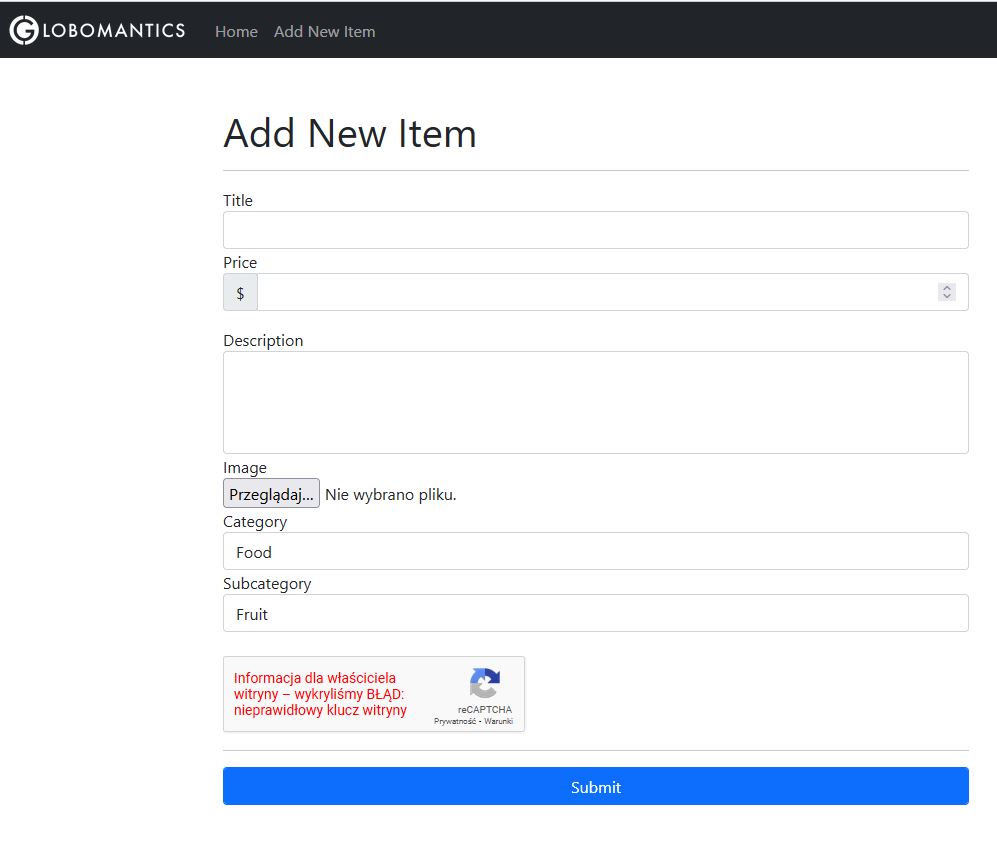 GLOBOMANTICS Home Add New Item
Add New Item
Title
Price
$
Description
Image
Przeglądaj... Nie wybrano pliku.
Category
Food
Subcategory
Fruit
Informacja dla właściciela
witryny – wykryliśmy BŁĄD:
nieprawidłowy klucz witryny
reCAPTCHA
Prywatność - Warunki
Submit